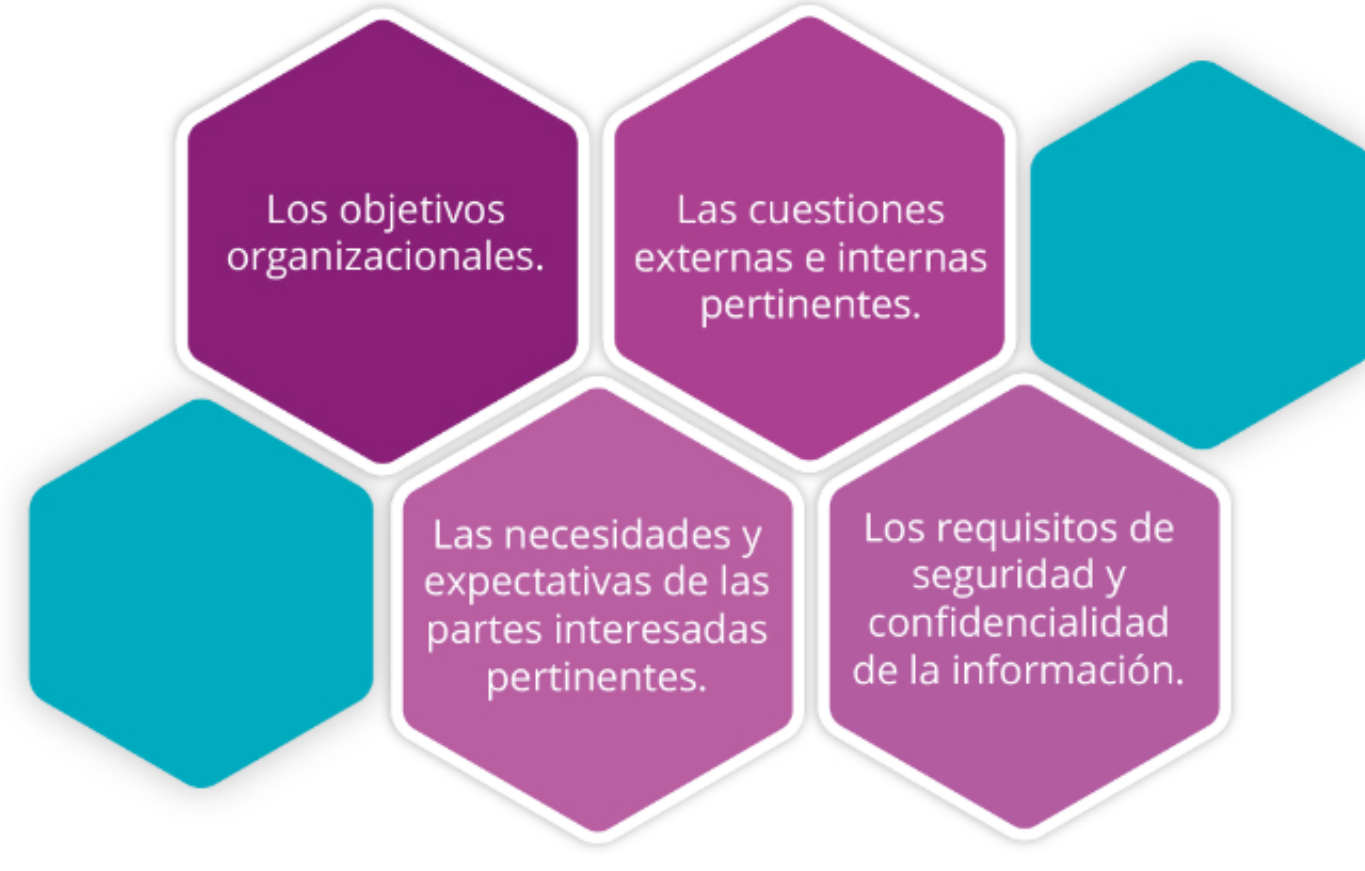 Los objetivos
organizacionales.
Las cuestiones
externas e internas
pertinentes.
Las necesidades y
expectativas de las
partes interesadas
pertinentes.
Los requisitos de
seguridad y
confidencialidad
de la información.